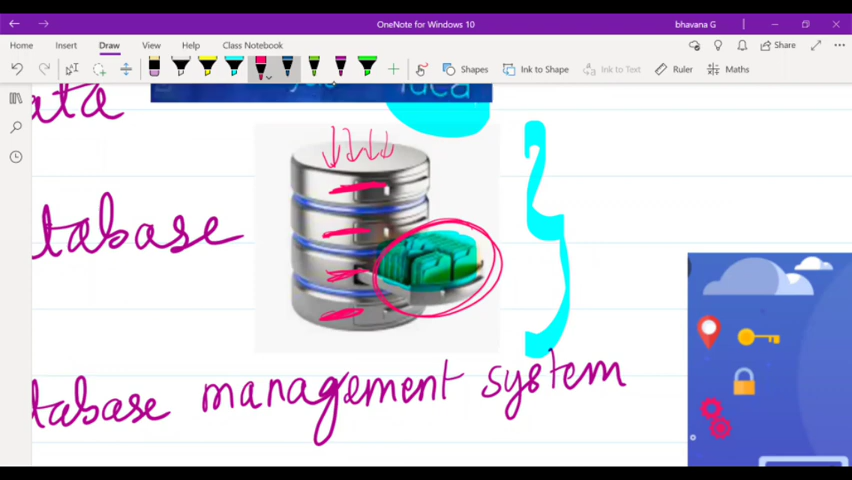 OneNote for Windows 10
bhavana G
Home Insert Draw View Help Class Notebook
Share
Shapes Ink to Shape Ink to Text Ruler Maths
ata
tabase
tabase management system